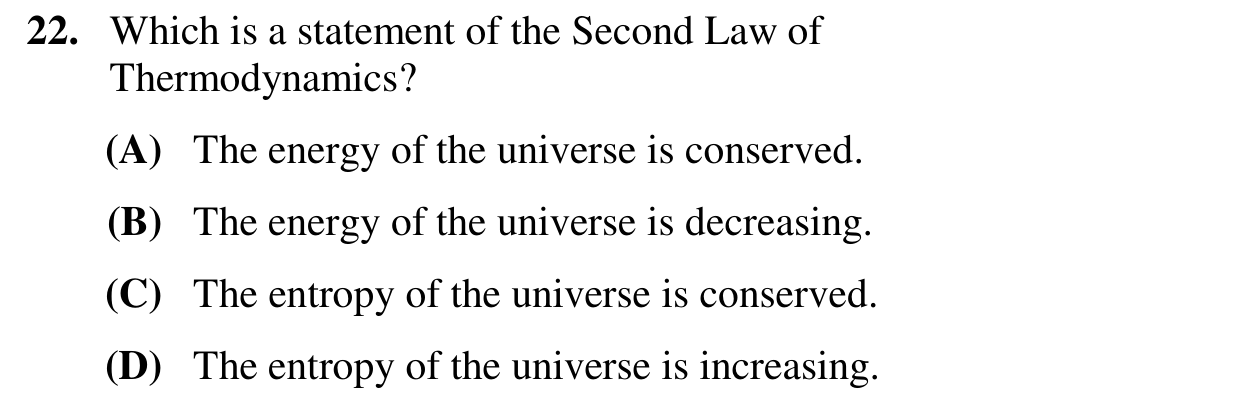 22. Which is a statement of the Second Law of
Thermodynamics?
(A) The energy of the universe is conserved.
(B) The energy of the universe is decreasing.
(C) The entropy of the universe is conserved.
(D) The entropy of the universe is increasing.